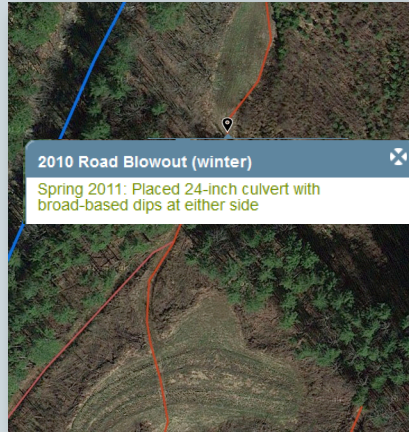 2010 Road Blowout (winter)
Spring 2011: Placed 24-inch culvert with
broad-based dips at either side